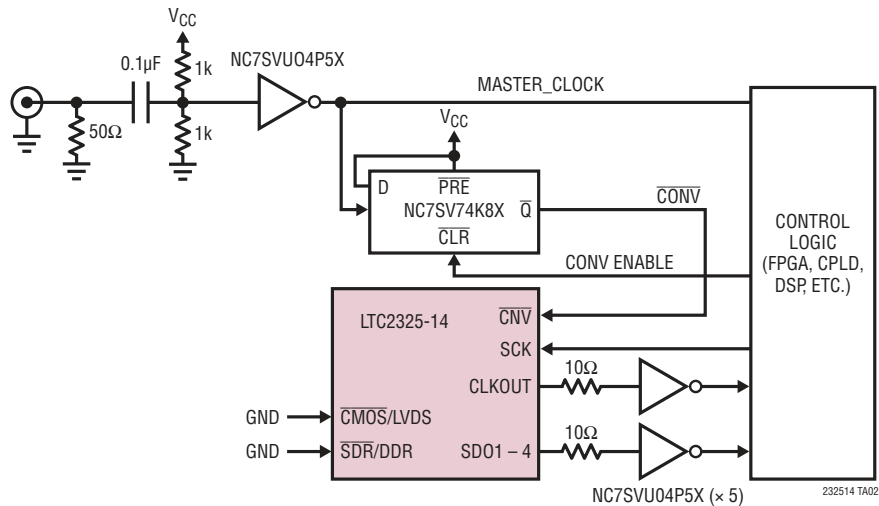 VCC
0.1µF
1k
NC7SVUO4P5X
MASTER_CLOCK
50Ω
1k
VCC
D
PRE
NC7SV74K8X
Q
CLR
CONV
CONV ENABLE
CONTROL
LOGIC
(FPGA, CPLD,
DSP, ETC.)
LTC2325-14
CNV
SCK
CLKOUT
10Ω
GND
CMOS/LVDS
GND
SDR/DDR
SDO1 – 4
10Ω
NC7SVU04P5X (× 5)
232514 TA02